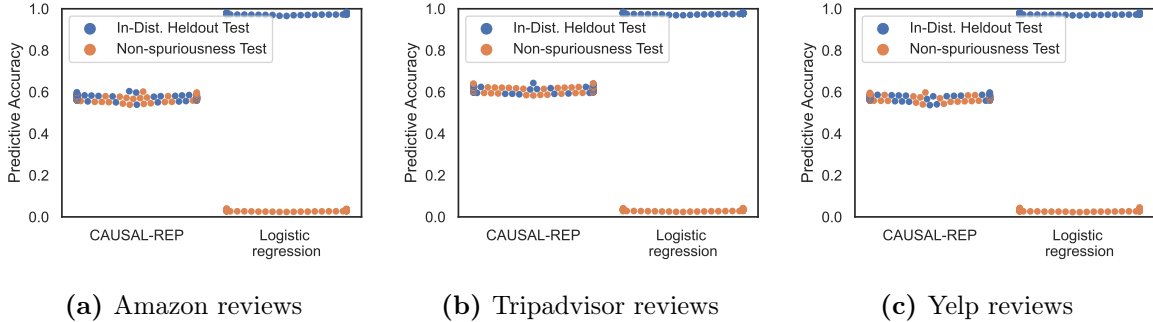 Predictive Accuracy
1.0
0.8
0.6
0.4
0.2
0.0
In-Dist. Heldout Test
Non-spuriousness Test
CAUSAL-REP
Logistic
regression
(a) Amazon reviews
Predictive Accuracy
1.0
0.8
0.6
0.4
0.2
0.0
In-Dist. Heldout Test
Non-spuriousness Test
CAUSAL-REP
Logistic
regression
(b) Tripadvisor reviews
Predictive Accuracy
1.0
0.8
0.6
0.4
0.2
0.0
In-Dist. Heldout Test
Non-spuriousness Test
CAUSAL-REP
Logistic
regression
(c) Yelp reviews